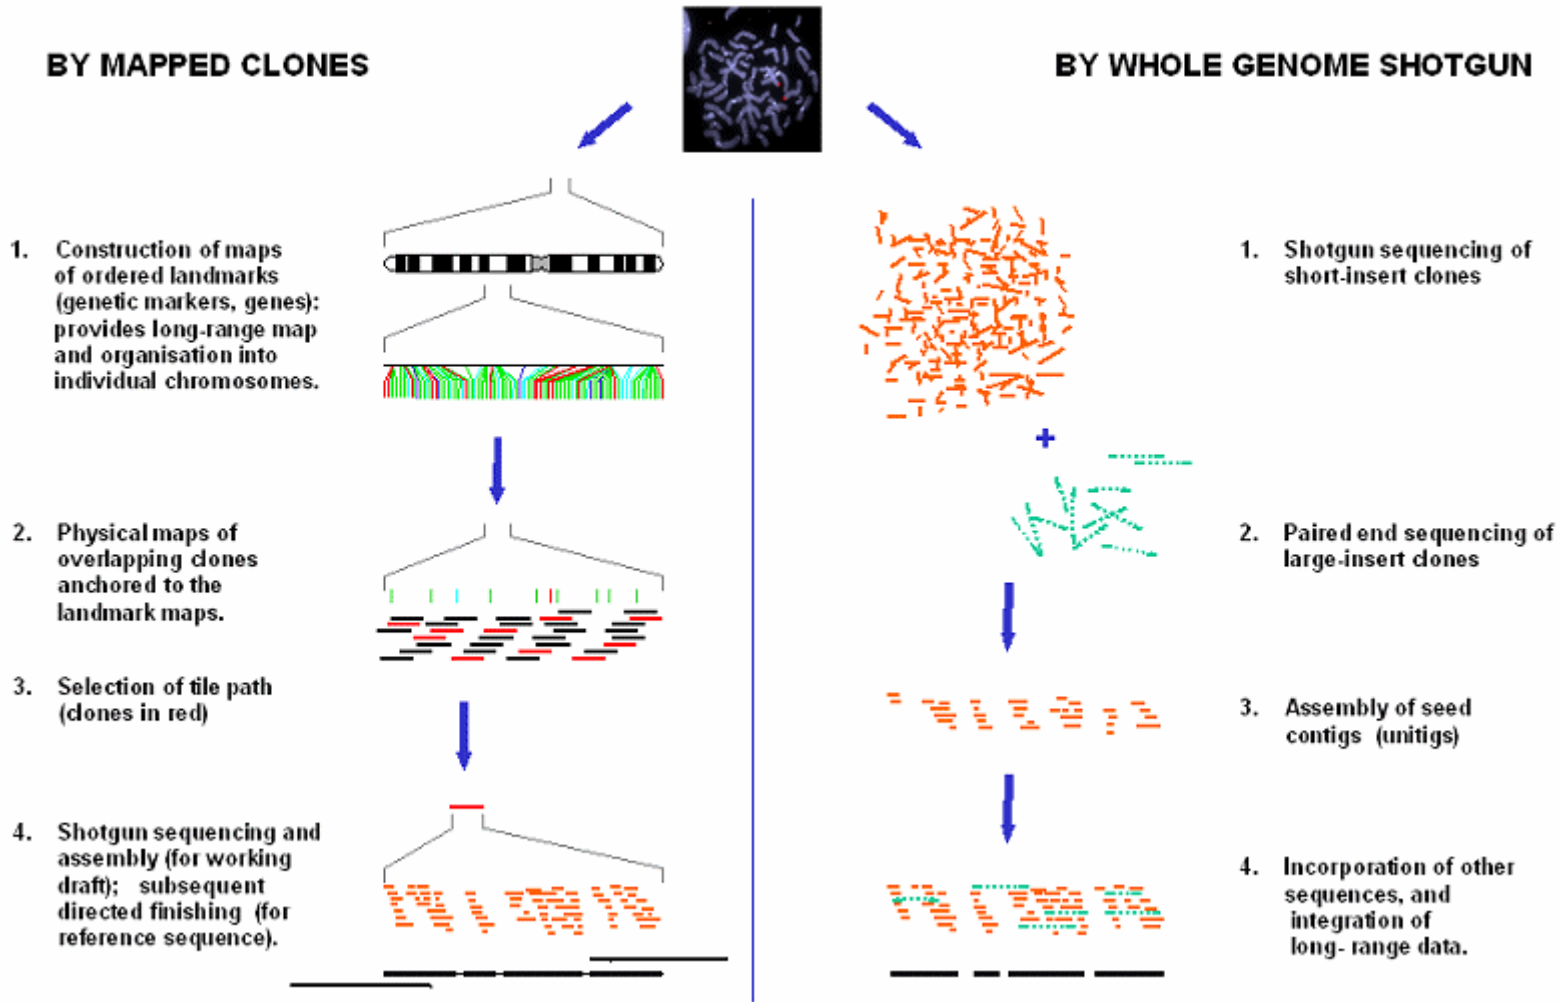 BY MAPPED CLONES
1. Construction of maps
of ordered landmarks
(genetic markers, genes):
provides long-range map
and organisation into
individual chromosomes.
2. Physical maps of
overlapping clones
anchored to the
landmark maps.
3. Selection of tile path
(clones in red)
4. Shotgun sequencing and
assembly (for working
draft); subsequent
directed finishing (for
reference sequence).
BY WHOLE GENOME SHOTGUN
1. Shotgun sequencing of
short-insert clones
+
2. Paired end sequencing of
large-insert clones
3. Assembly of seed
contigs (unitigs)
4. Incorporation of other
sequences, and
integration of
long- range data.